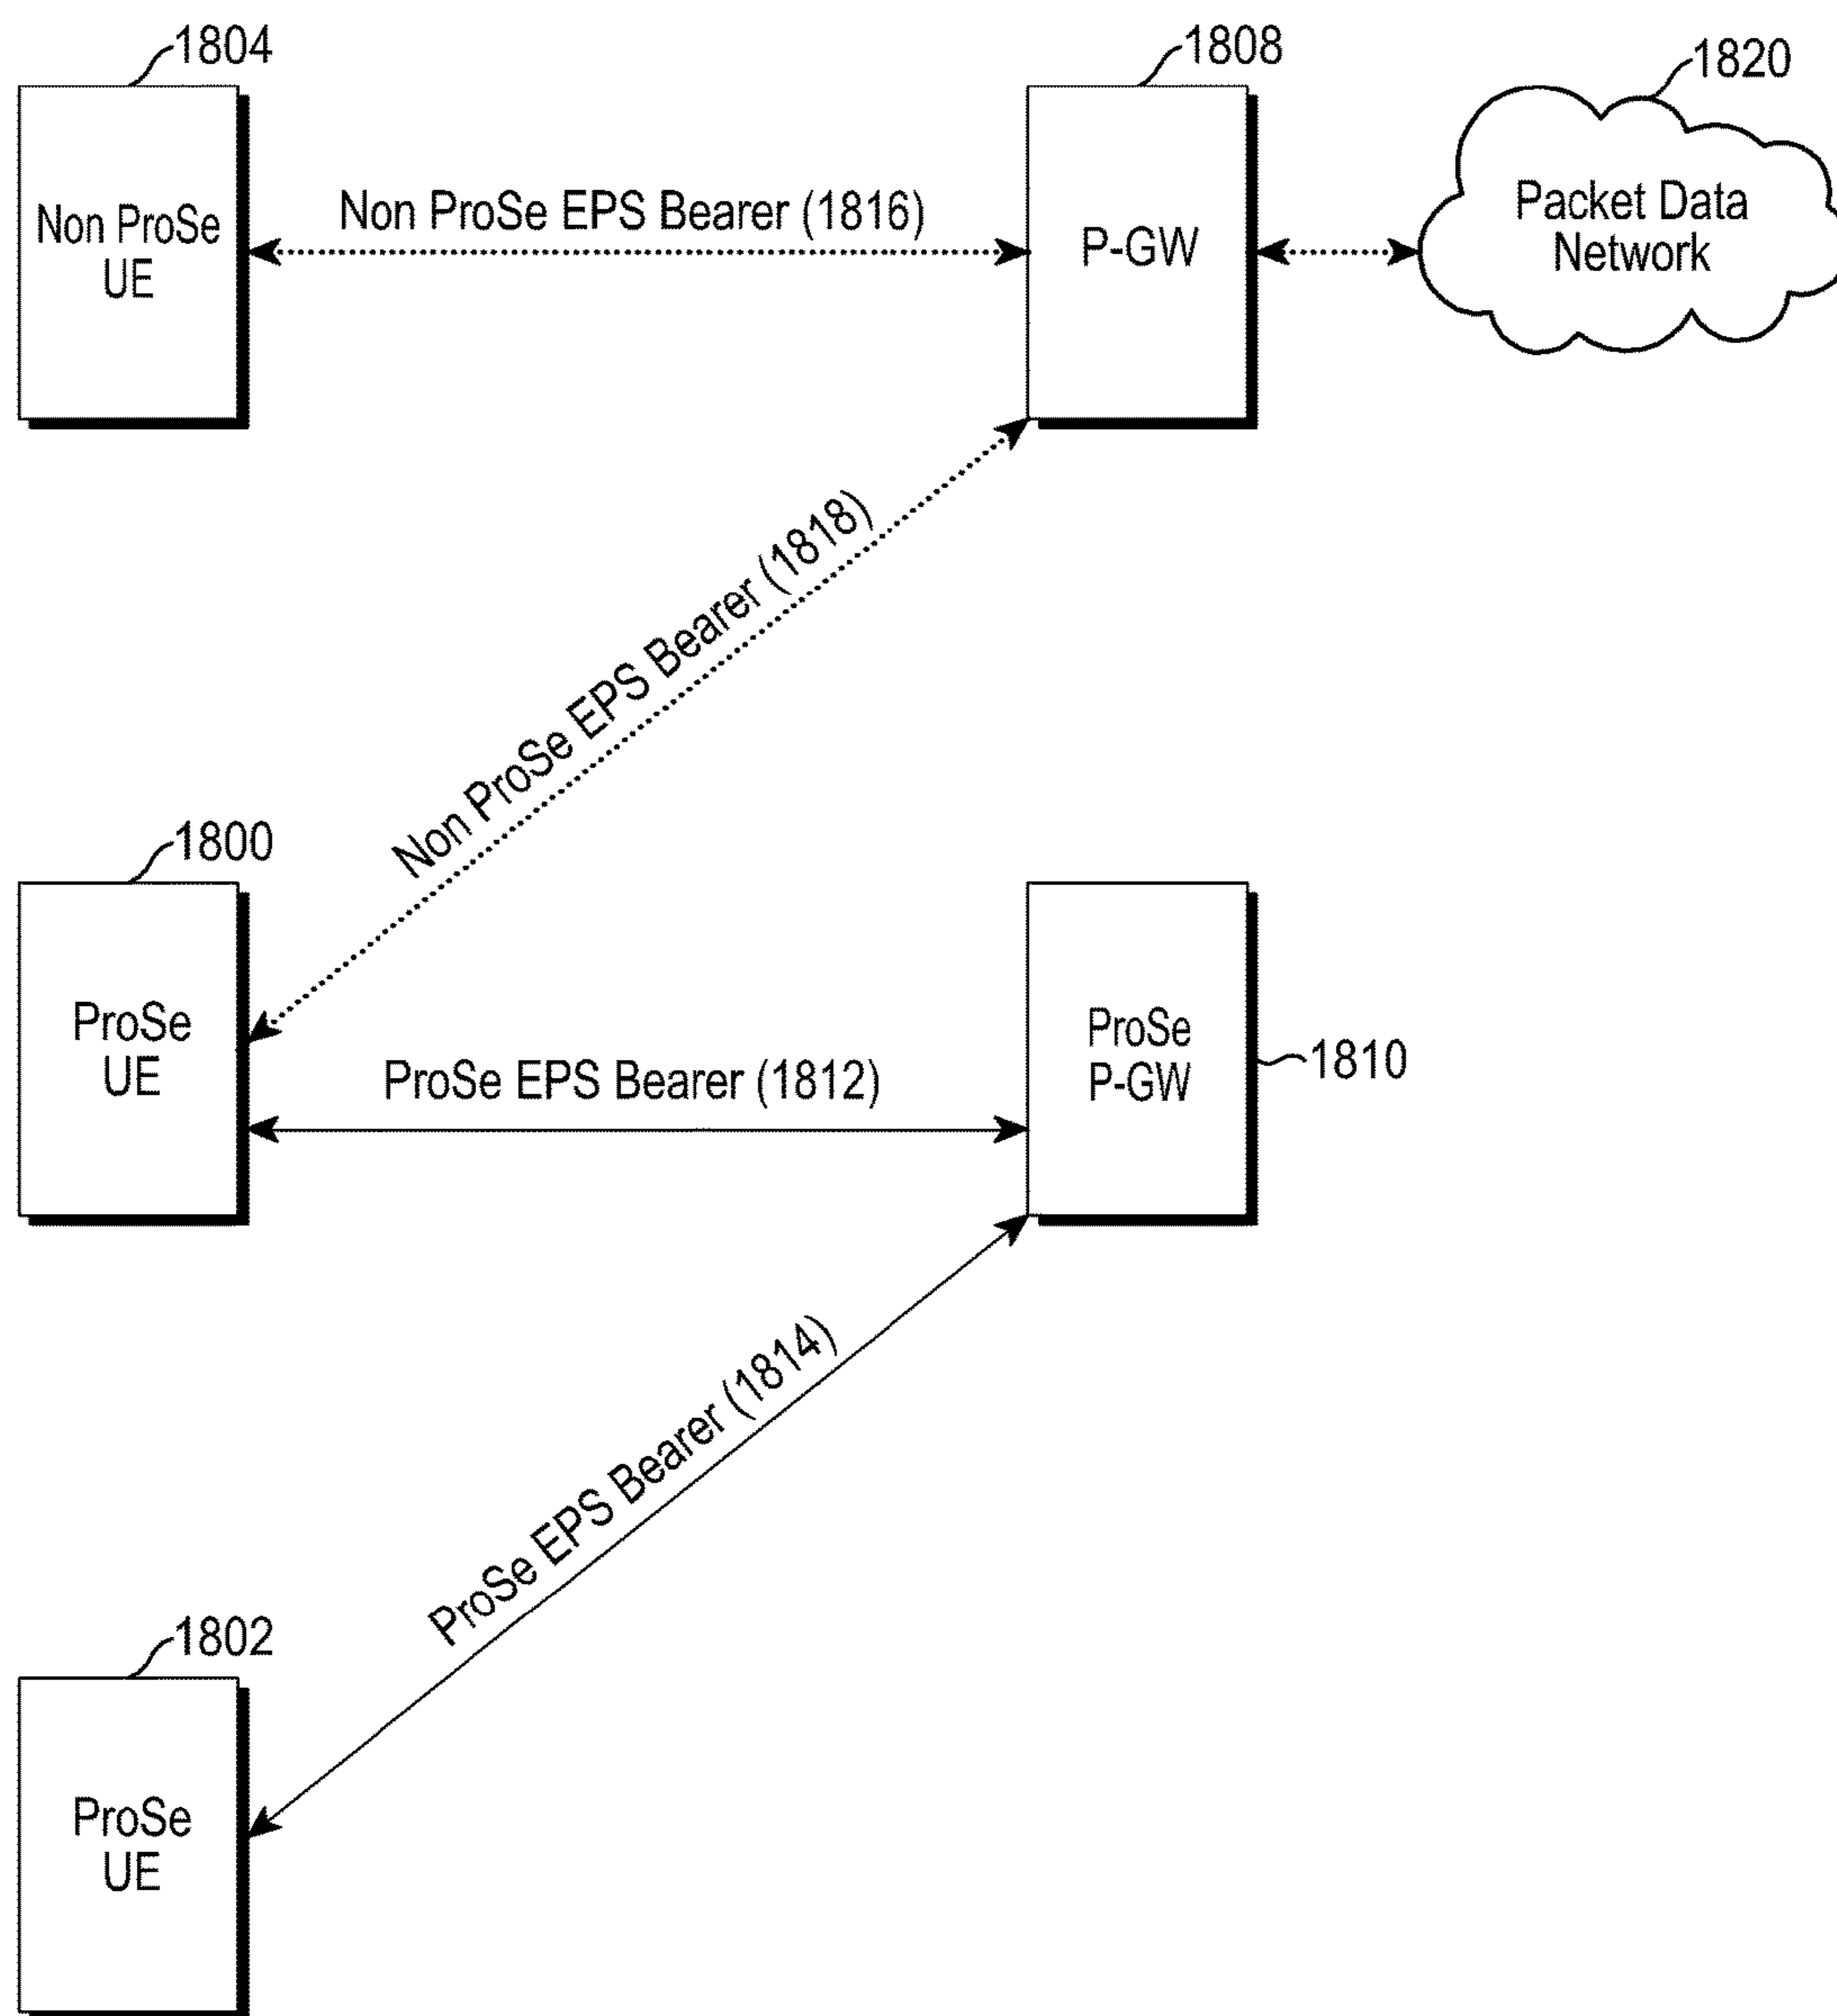 1804
1808
1820
Non ProSe
UE
Non ProSe EPS Bearer (1816)
P-GW
Packet Data
Network
Non ProSe EPS Bearer (1818)
1800
ProSe
UE
ProSe EPS Bearer (1812)
ProSe
P-GW
1810
ProSe EPS Bearer (1814)
1802
ProSe
UE